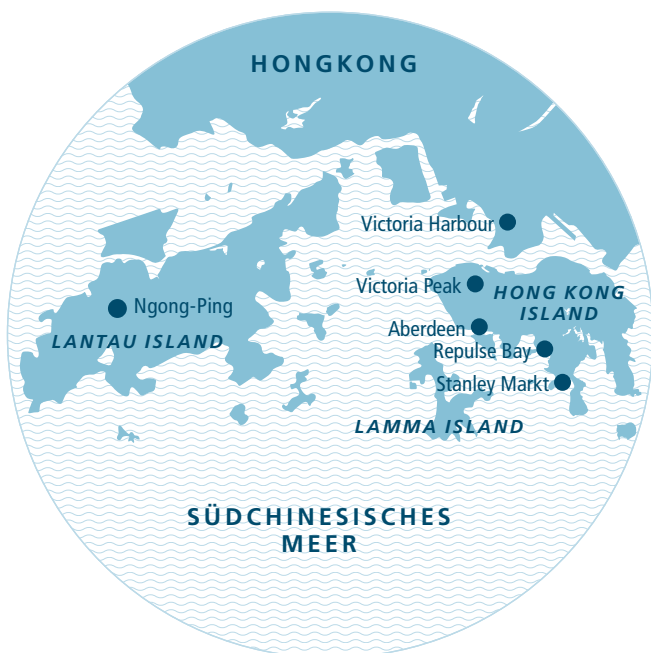 HONGKONG
Victoria Harbour
Victoria Peak
HONG KONG
ISLAND
Ngong-Ping
Aberdeen
LANTAU ISLAND
Repulse Bay
Stanley Markt
LAMMA ISLAND
SÜDCHINESISCHES
MEER